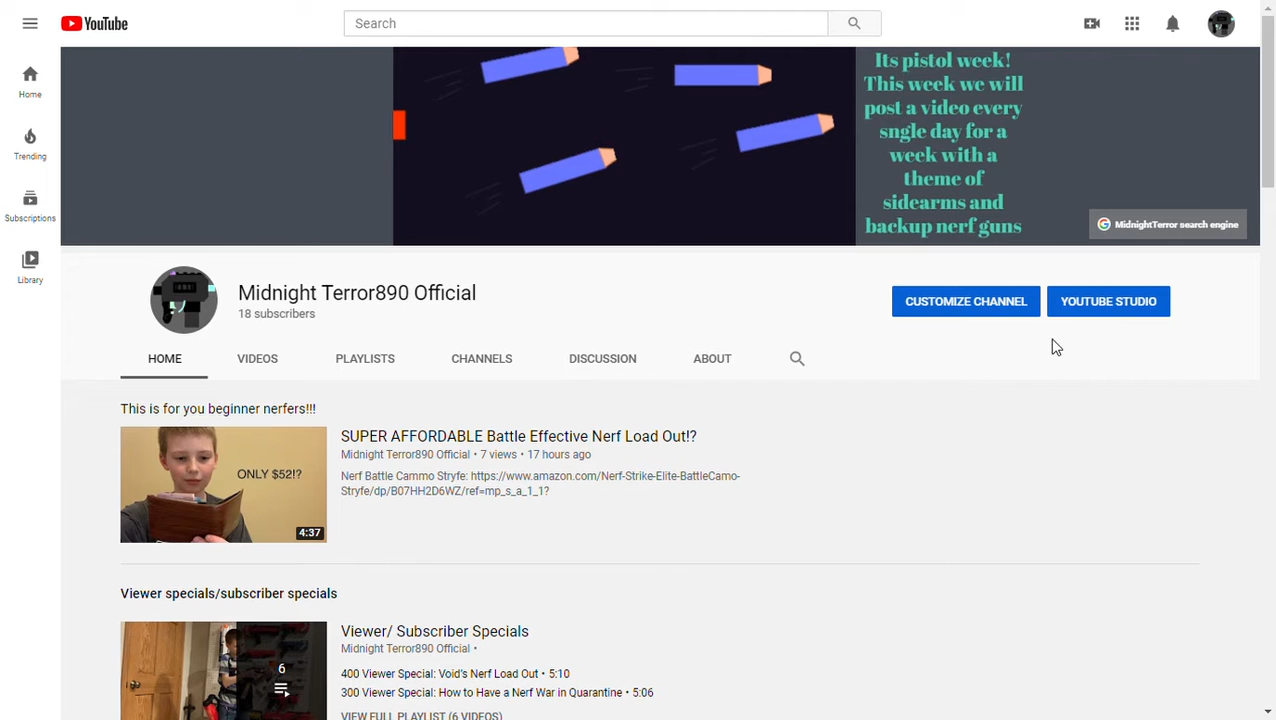 YouTube
Search
Home
Trending
Subscriptions
Library
Its pistol week!
This week we will
post a video every
sngle day for a
week with a
theme of
sidearms and
backup nerf guns
MidnightTerror search engine
Midnight Terror890 Official
18 subscribers
CUSTOMIZE CHANNEL
YOUTUBE STUDIO
HOME VIDEOS PLAYLISTS CHANNELS DISCUSSION ABOUT
This is for you beginner nerfers!!!
ONLY $52!?
4:37
SUPER AFFORDABLE Battle Effective Nerf Load Out!?
Midnight Terror890 Official • 7 views • 17 hours ago
Nerf Battle Cammo Stryfe: https://www.amazon.com/Nerf-Strike-Elite-BattleCamo-
Stryfe/dp/B07HH2D6WZ/ref=mp_s_a_1_1?
Viewer specials/subscriber specials
6
Viewer/ Subscriber Specials
Midnight Terror890 Official •
400 Viewer Special: Void's Nerf Load Out • 5:10
300 Viewer Special: How to Have a Nerf War in Quarantine • 5:06
VIEW FULL PLAYLIST (6 VIDEOS)